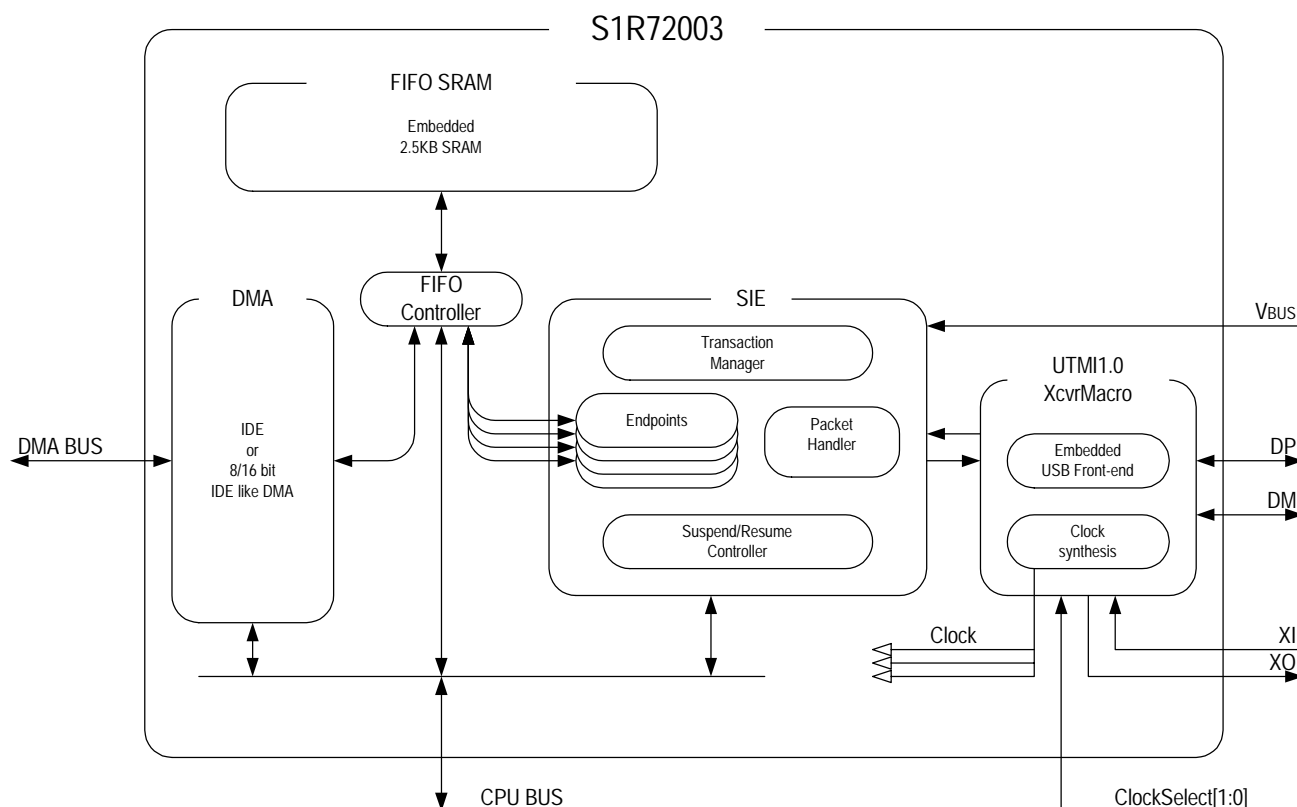 S1R72003
FIFO SRAM
Embedded
2.5KB SRAM
FIFO
Controller
DMA
IDE
or
8/16 bit
IDE like DMA
DMA BUS
SIE
Transaction
Manager
Endpoints
Packet
Handler
Suspend/Resume
Controller
VBUS
UTMI1.0
XcvrMacro
Embedded
USB Front-end
Clock
synthesis
DP
DM
Clock
XI
XO
CPU BUS
ClockSelect[1:0]